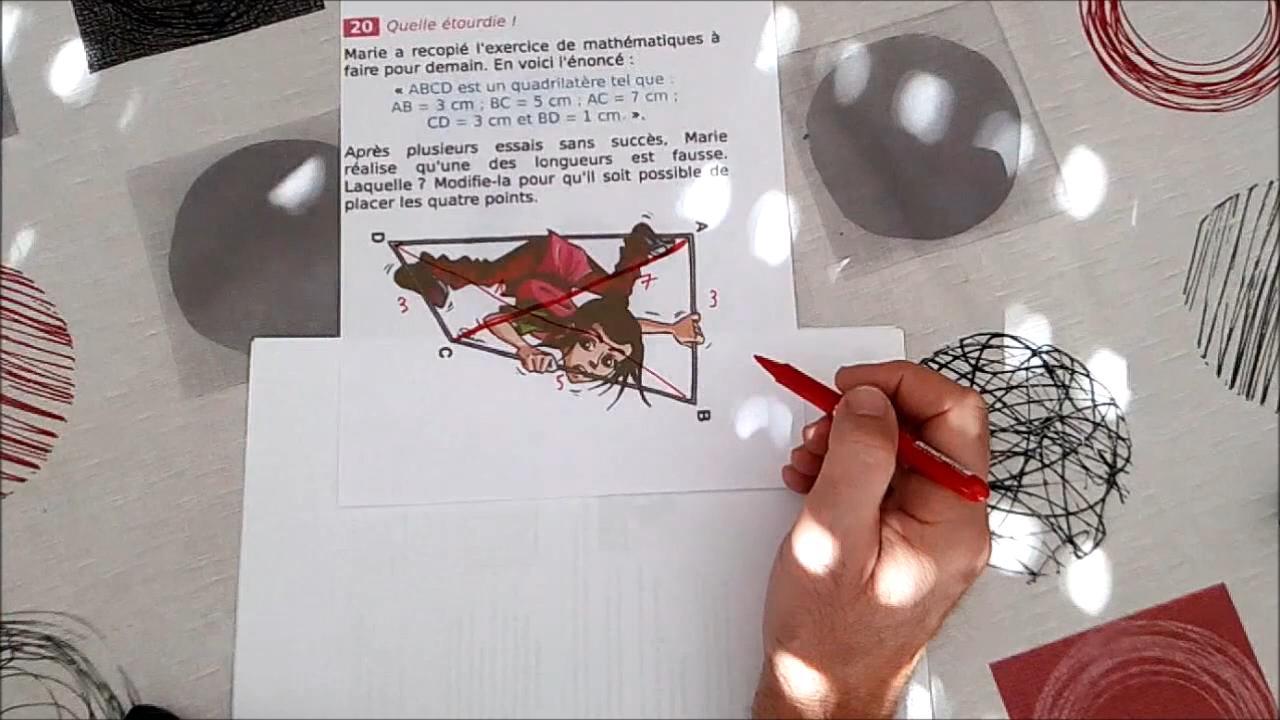 20 Quelle étourdie !
Marie a recopié l'exercice de mathématiques à
faire pour demain. En voici l'énoncé :
« ABCD est un quadrilatère tel que :
AB = 3 cm ; BC = 5 cm ; AC = 7 cm ;
CD = 3 cm et BD = 1 cm. ».
Après plusieurs essais sans succès, Marie
réalise qu'une des longueurs est fausse.
Laquelle ? Modifie-la pour qu'il soit possible de
placer les quatre points.
D
A
7
3
3
C
5
B